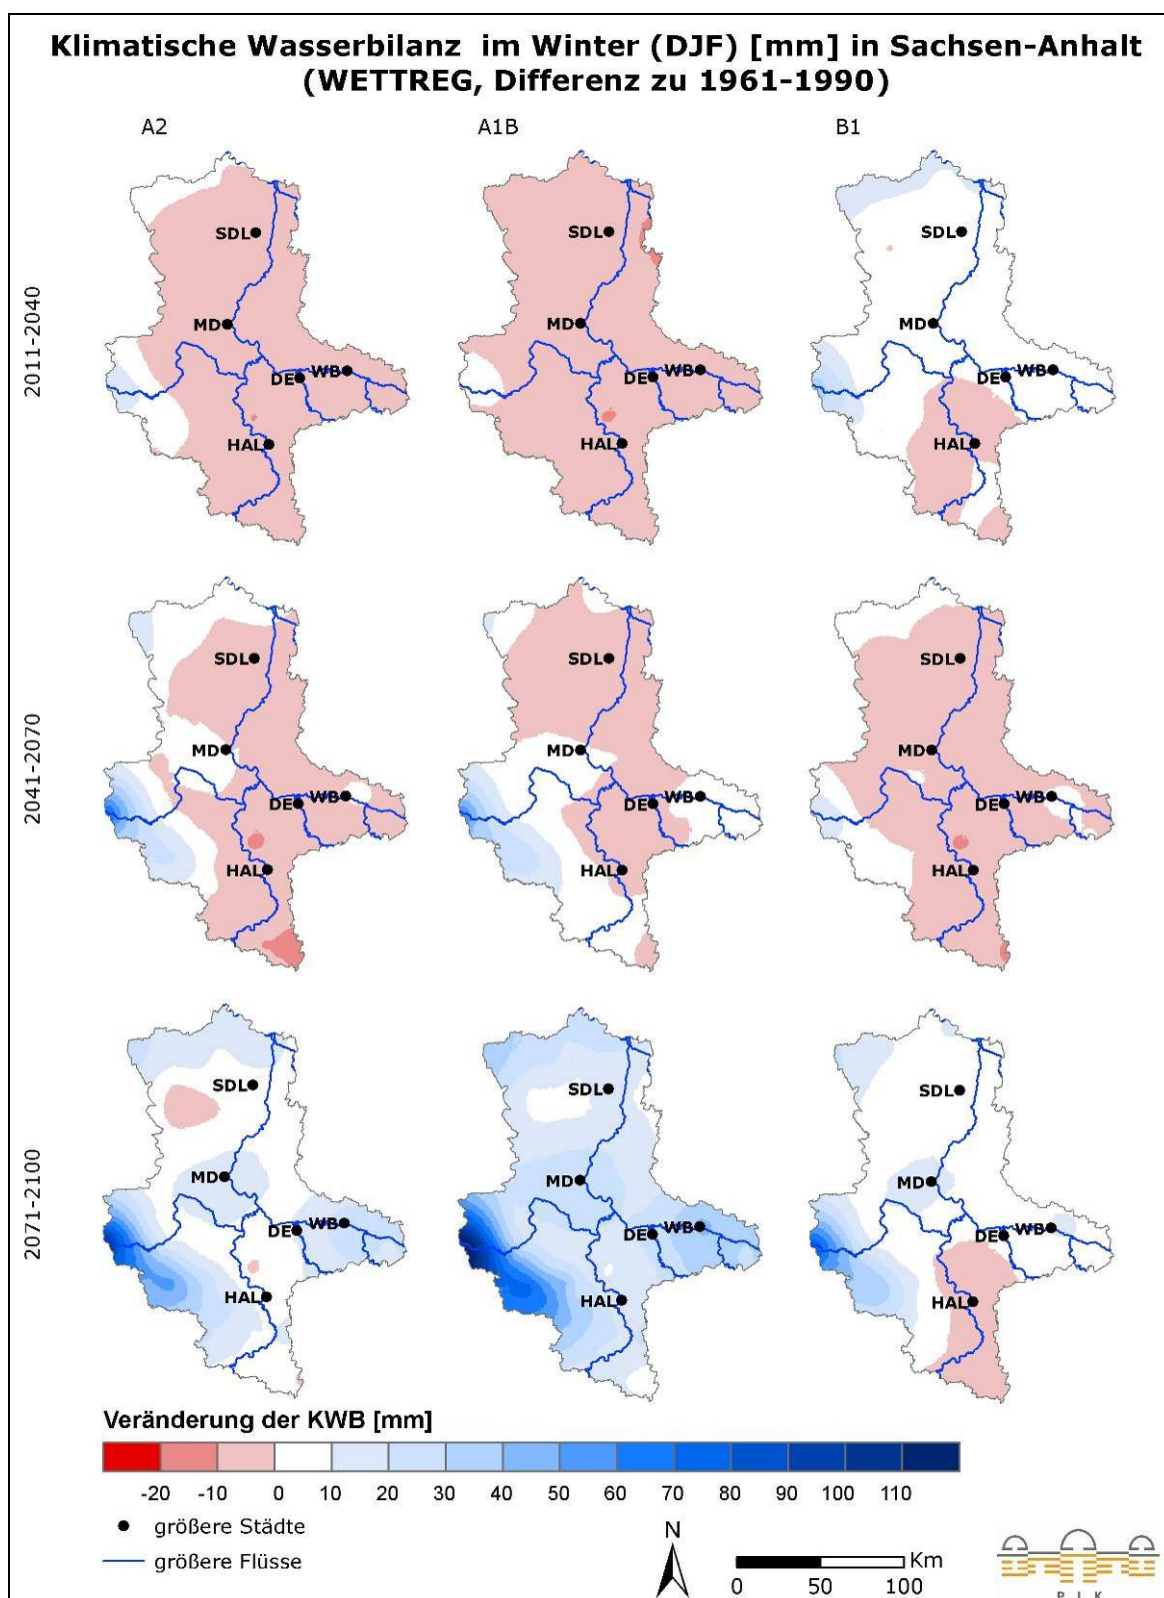 Klimatische Wasserbilanz im Winter (DJF) [mm] in Sachsen-Anhalt
(WETTREG, Differenz zu 1961-1990)
A2 A1B B1
2011-2040
SDL SDL SDL
MD MD MD
DE WB DE WB DE WB
HAL HAL HAL
2041-2070
SDL SDL SDL
MD MD MD
DE WB DE WB DE WB
HAL HAL HAL
2071-2100
SDL SDL SDL
MD MD MD
DE WB DE WB DE WB
HAL HAL HAL
Veränderung der KWB [mm]
-20 -10 0 10 20 30 40 50 60 70 80 90 100 110
größere Städte
größere Flüsse
N
Km
0 50 100
P I K